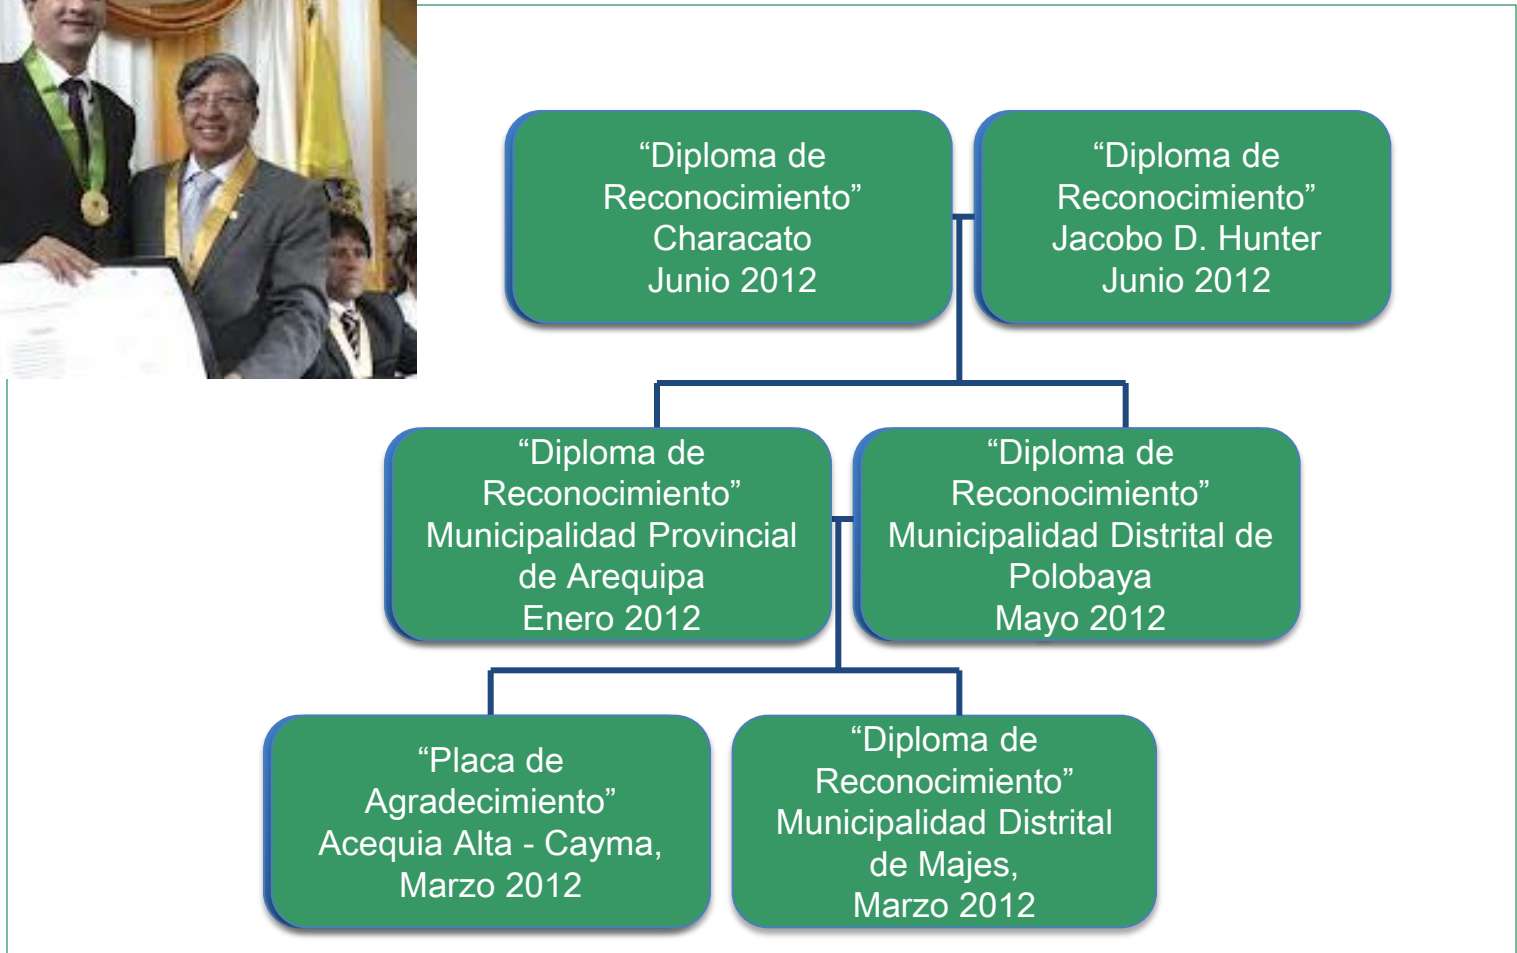 “Diploma de
Reconocimiento”
Characato
Junio 2012
“Diploma de
Reconocimiento”
Jacobo D. Hunter
Junio 2012
“Diploma de
Reconocimiento”
Municipalidad Provincial
de Arequipa
Enero 2012
“Diploma de
Reconocimiento”
Municipalidad Distrital de
Polobaya
Mayo 2012
“Placa de
Agradecimiento”
Acequia Alta - Cayma,
Marzo 2012
“Diploma de
Reconocimiento”
Municipalidad Distrital
de Majes,
Marzo 2012